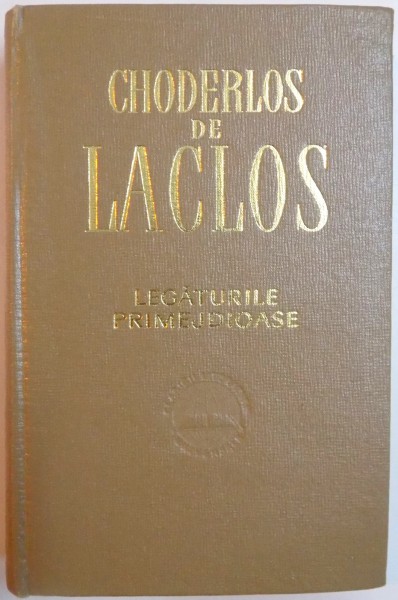 CHODERLOS
DE
LACLOS
LEGĂTURILE
PRIMEJDIOASE